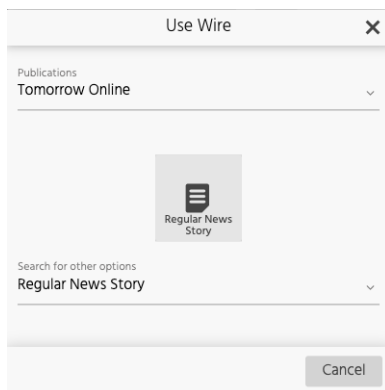 Use Wire
Publications
Tomorrow Online
Regular News
Story
Search for other options
Regular News Story
Cancel